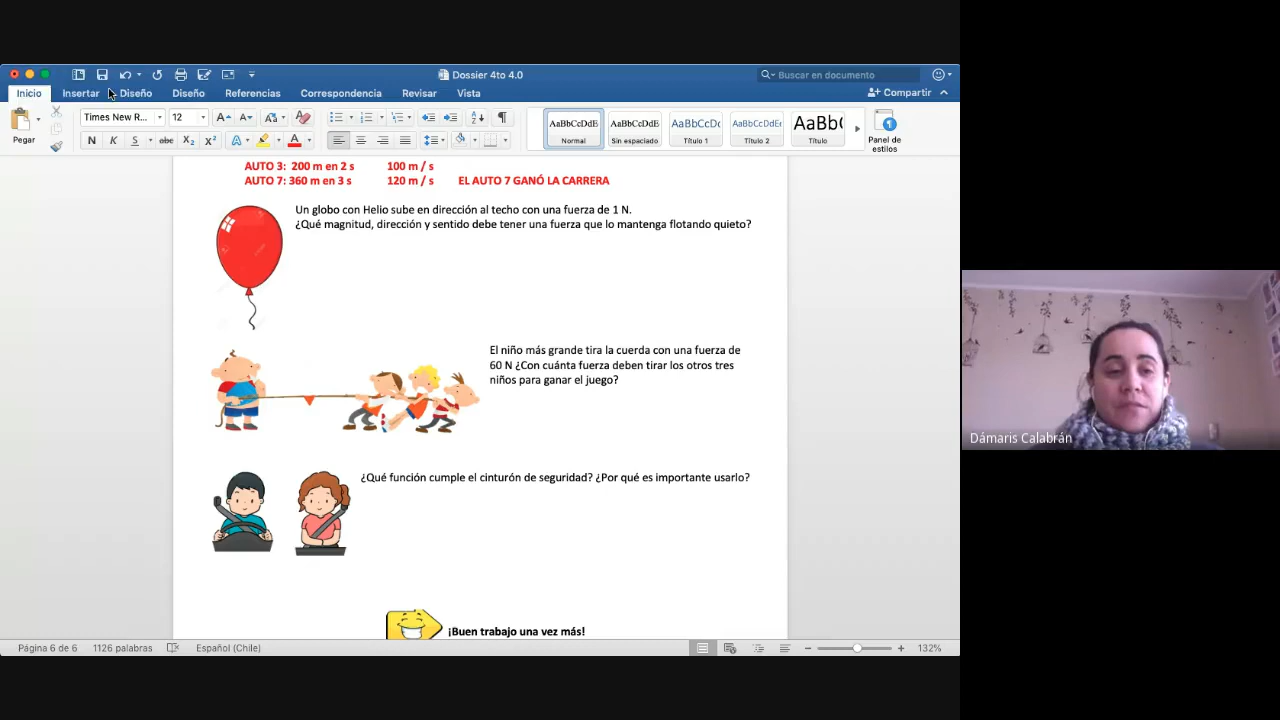 Dossier 4to 4.0
Buscar en documento
Inicio Insertar Diseño Diseño Referencias Correspondencia Revisar Vista
Compartir
Times New R... 12
Pegar
AaBbCcDdE AaBbCcDdE AaBbCcDc AaBbCcDdEe AaBb(
Normal Sin espaciado Título 1 Título 2 Título
Panel de
estilos
AUTO 3: 200 m en 2 s 100 m / s
AUTO 7: 360 m en 3 s 120 m / s EL AUTO 7 GANÓ LA CARRERA
Un globo con Helio sube en dirección al techo con una fuerza de 1 N.
¿Qué magnitud, dirección y sentido debe tener una fuerza que lo mantenga flotando quieto?
El niño más grande tira la cuerda con una fuerza de
60 N ¿Con cuánta fuerza deben tirar los otros tres
niños para ganar el juego?
¿Qué función cumple el cinturón de seguridad? ¿Por qué es importante usarlo?
¡Buen trabajo una vez más!
Página 6 de 6 1126 palabras Español (Chile) 132%
Dámaris Calabrán